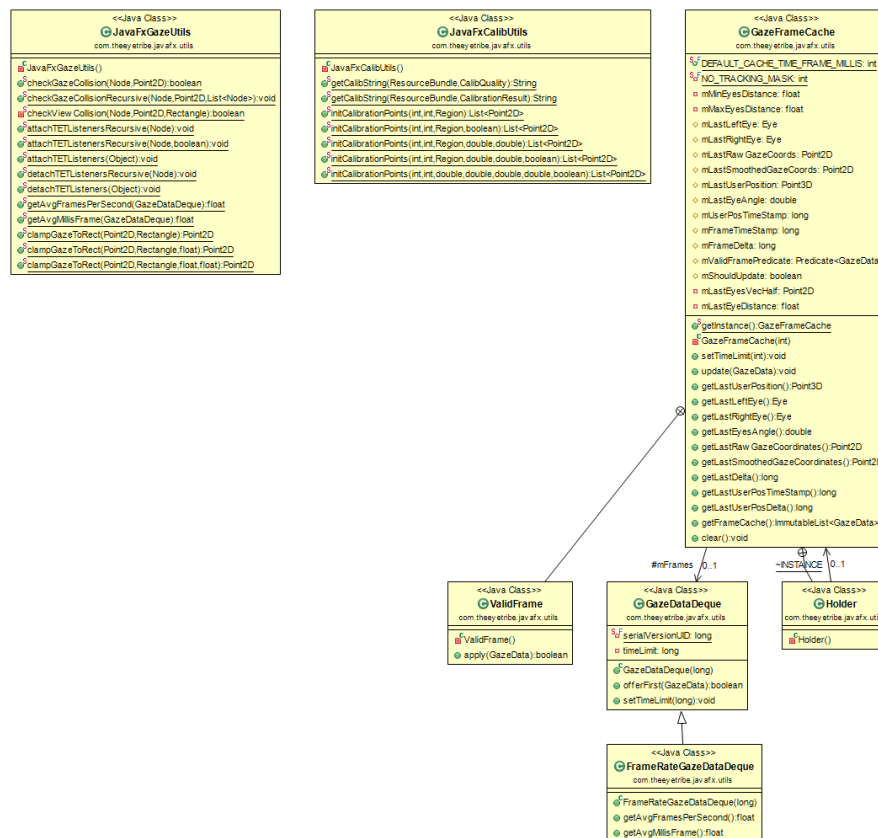 <<Java Class>>
JavaFxGazeUtils
com.theeyetribe.javafx.utils
JavaFxGazeUtils()
checkGazeCollision(Node,Point2D):boolean
checkGazeCollisionRecursive(Node,Point2D,List<Node>):void
checkViewCollision(Node,Point2D,Rectangle):boolean
attachTETListenersRecursive(Node):void
attachTETListenersRecursive(Node,boolean):void
attachTETListeners(Object):void
detachTETListenersRecursive(Node):void
detachTETListeners(Object):void
getAvgFramesPerSecond(GazeDataDeque):float
getAvgMillisFrame(GazeDataDeque):float
clampGazeToRect(Point2D,Rectangle):Point2D
clampGazeToRect(Point2D,Rectangle,float):Point2D
clampGazeToRect(Point2D,Rectangle,float,float):Point2D
<<Java Class>>
JavaFxCalibUtils
com.theeyetribe.javafx.utils
JavaFxCalibUtils()
getCalibString(ResourceBundle,CalibQuality):String
getCalibString(ResourceBundle,CalibrationResult):String
initCalibrationPoints(int,int,Region):List<Point2D>
initCalibrationPoints(int,int,Region,boolean):List<Point2D>
initCalibrationPoints(int,int,Region,double,double):List<Point2D>
initCalibrationPoints(int,int,Region,double,double,boolean):List<Point2D>
initCalibrationPoints(int,int,double,double,double,double,boolean):List<Point2D>
<<Java Class>>
GazeFrameCache
com.theeyetribe.javafx.utils
DEFAULT_CACHE_TIME_FRAME_MILLIS: int
NO_TRACKING_MASK: int
mMinEyesDistance: float
mMaxEyesDistance: float
mLastLeftEye: Eye
mLastRightEye: Eye
mLastRawGazeCoords: Point2D
mLastSmoothedGazeCoords: Point2D
mLastUserPosition: Point3D
mLastEyeAngle: double
mUserPosTimeStamp: long
mFrameTimeStamp: long
mFrameDelta: long
mValidFramePredicate: Predicate<GazeData
mShouldUpdate: boolean
mLastEyesVecHalf: Point2D
mLastEyeDistance: float
getInstance():GazeFrameCache
GazeFrameCache(int)
setTimeLimit(int):void
update(GazeData):void
getLastUserPosition():Point3D
getLastLeftEye():Eye
getLastRightEye():Eye
getLastEyesAngle():double
getLastRawGazeCoordinates():Point2D
getLastSmoothedGazeCoordinates():Point2D
getLastDelta():long
getLastUserPosTimeStamp():long
getLastUserPosDelta():long
getFrameCache():ImmutableList<GazeData>
clear():void
#mFrames 0..1
~INSTANCE 0..1
<<Java Class>>
ValidFrame
com.theeyetribe.javafx.utils
ValidFrame()
apply(GazeData):boolean
<<Java Class>>
GazeDataDeque
com.theeyetribe.javafx.utils
serialVersionUID: long
timeLimit: long
GazeDataDeque(long)
offerFirst(GazeData):boolean
setTimeLimit(long):void
<<Java Class>>
Holder
com.theeyetribe.javafx.util
Holder()
<<Java Class>>
FrameRateGazeDataDeque
com.theeyetribe.javafx.utils
FrameRateGazeDataDeque(long)
getAvgFramesPerSecond():float
getAvgMillisFrame():float